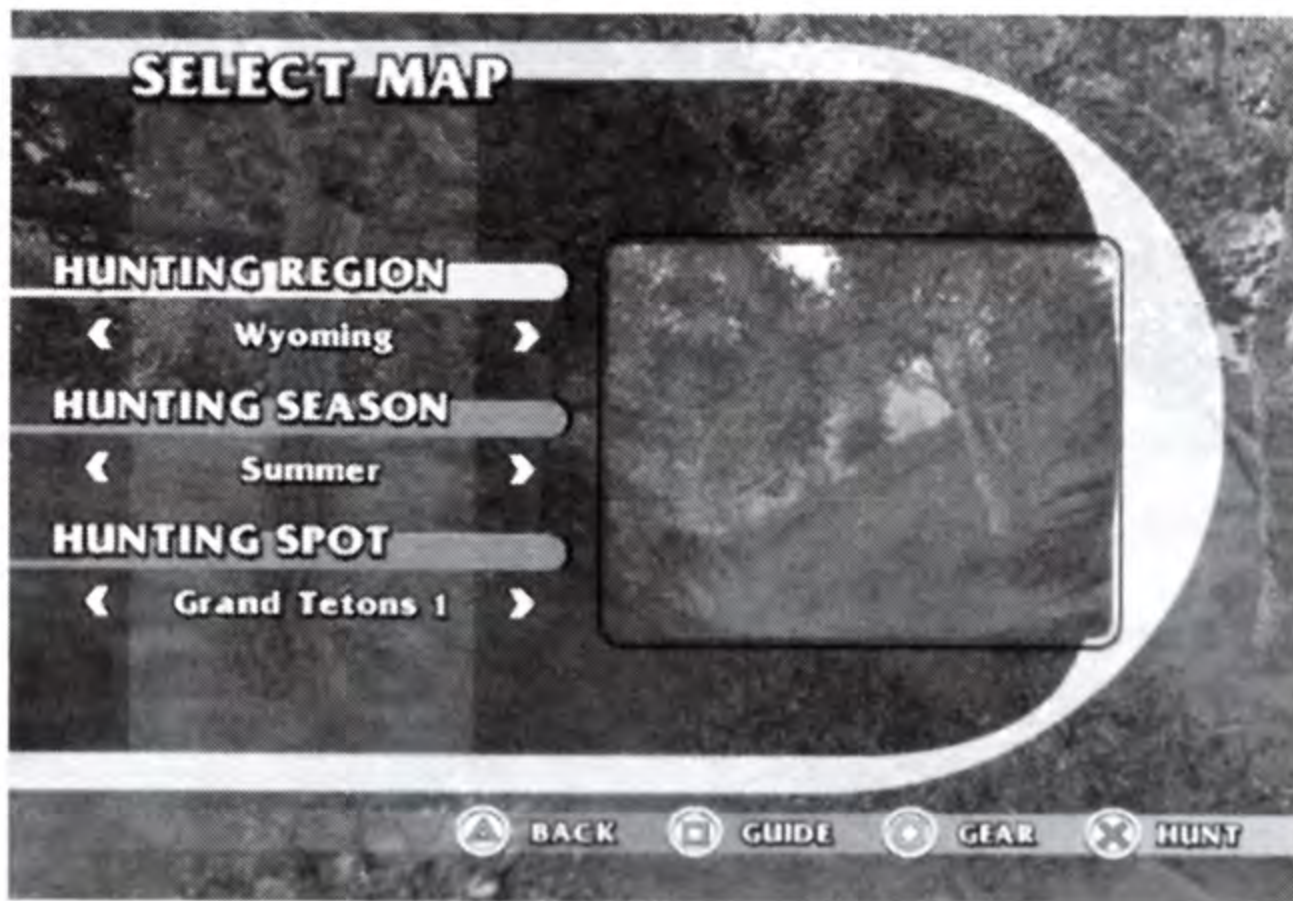 SELECT MAP
HUNTING REGION
Wyoming
HUNTING SEASON
Summer
HUNTING SPOT
Grand Tetons 1
BACK GUIDE GEAR HUNT